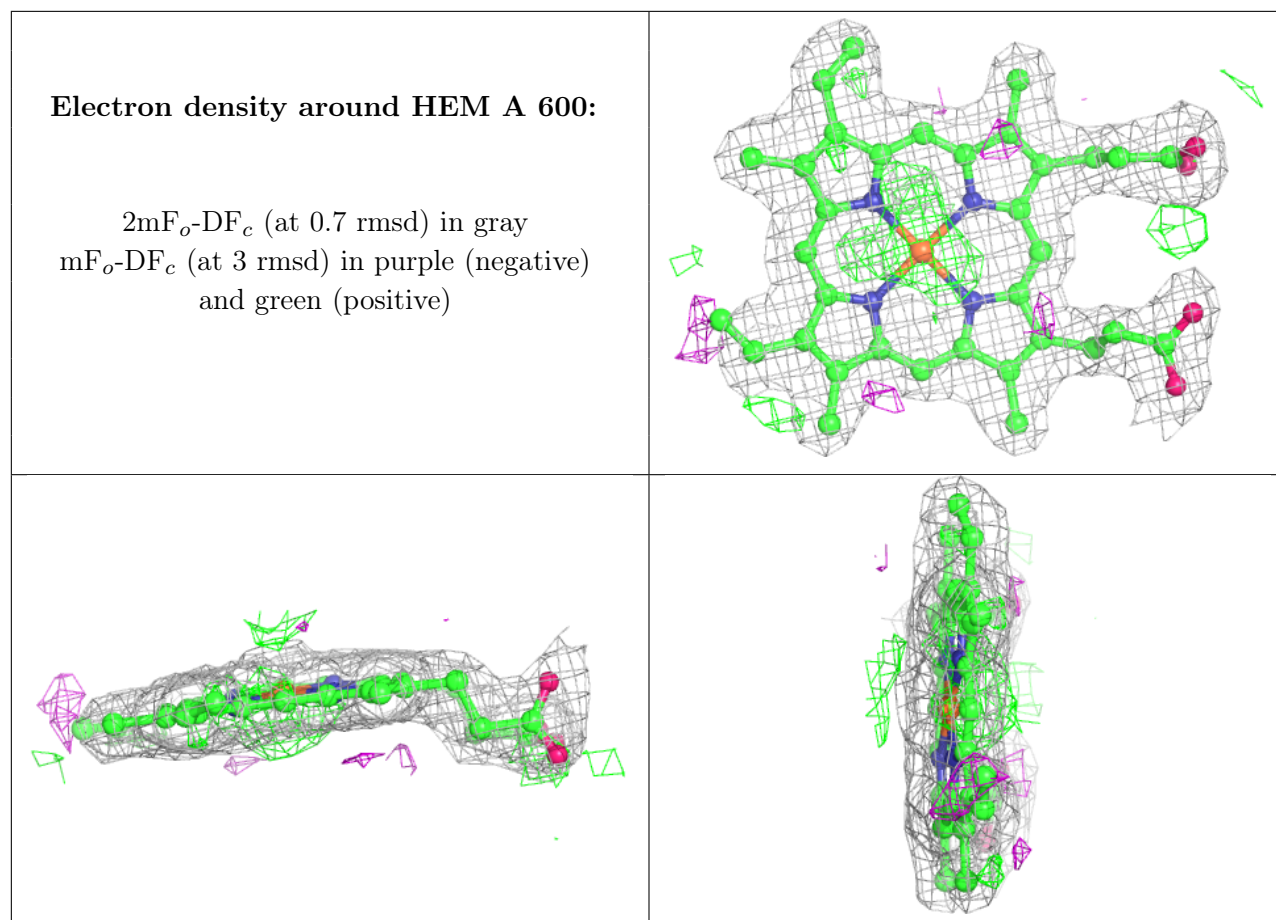 Electron density around HEM A 600:
2mFₒ-DF𝒸 (at 0.7 rmsd) in gray
mFₒ-DF𝒸 (at 3 rmsd) in purple (negative)
and green (positive)